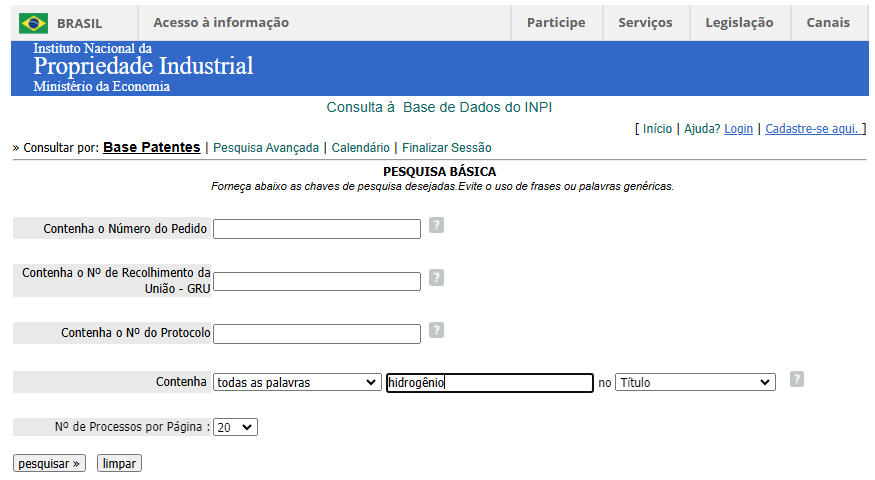 BRASIL Acesso à informação Participe Serviços Legislação Canais
Instituto Nacional da
Propriedade Industrial
Ministério da Economia
Consulta à Base de Dados do INPI
[ Início | Ajuda? Login | Cadastre-se aqui. ]
» Consultar por: Base Patentes | Pesquisa Avançada | Calendário | Finalizar Sessão
PESQUISA BÁSICA
Forneça abaixo as chaves de pesquisa desejadas.Evite o uso de frases ou palavras genéricas.
Contenha o Número do Pedido ?
Contenha o Nº de Recolhimento da
União - GRU ?
Contenha o Nº do Protocolo ?
Contenha todas as palavras hidrogênio no Título ?
Nº de Processos por Página : 20
pesquisar » limpar